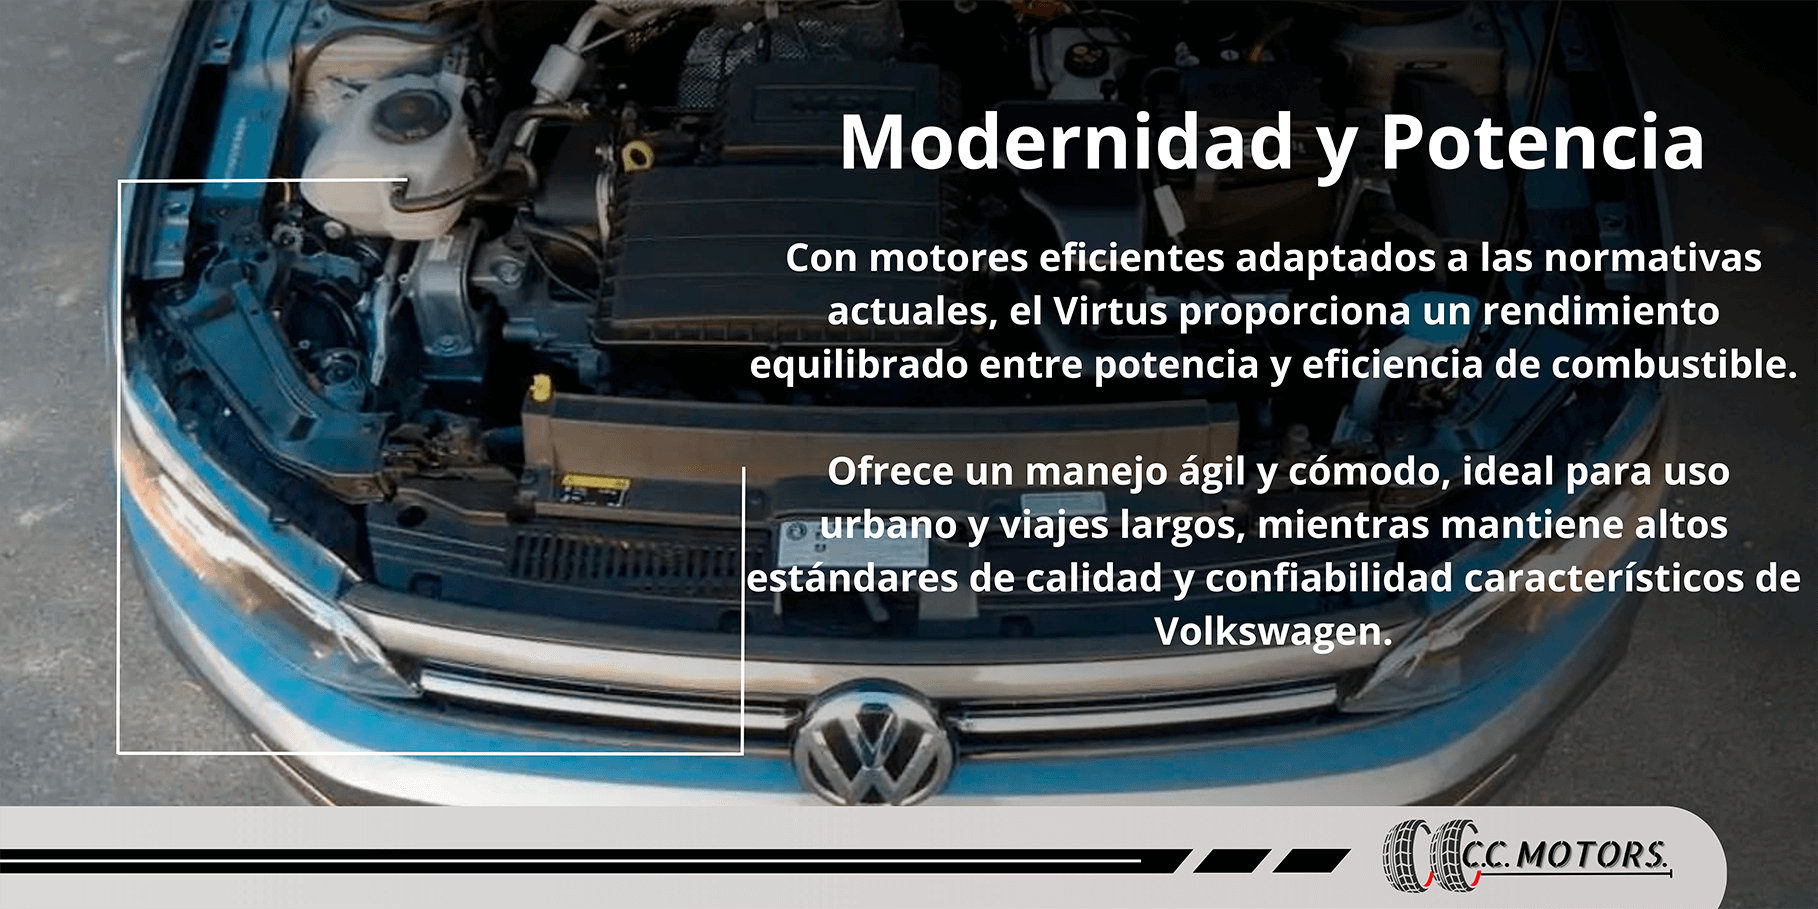 Modernidad y Potencia
Con motores eficientes adaptados a las normativas
actuales, el Virtus proporciona un rendimiento
equilibrado entre potencia y eficiencia de combustible.
Ofrece un manejo ágil y cómodo, ideal para uso
urbano y viajes largos, mientras mantiene altos
estándares de calidad y confiabilidad característicos de
Volkswagen.
C.C. MOTORS.